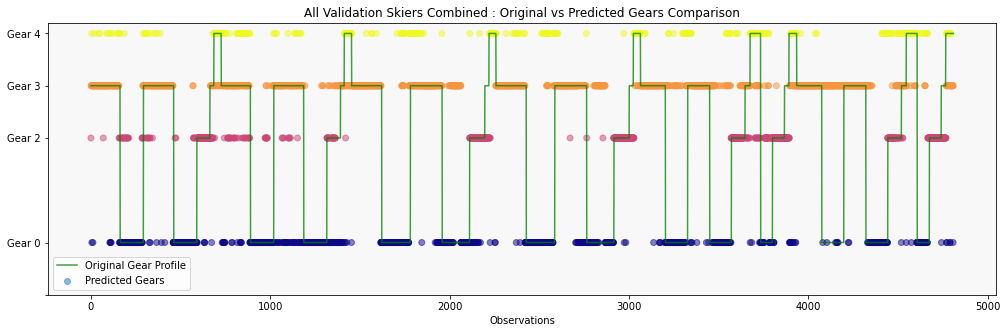 All Validation Skiers Combined : Original vs Predicted Gears Comparison
Gear 4
Gear 3
Gear 2
Gear 0
Original Gear Profile
Predicted Gears
0 1000 2000 3000 4000 5000
Observations